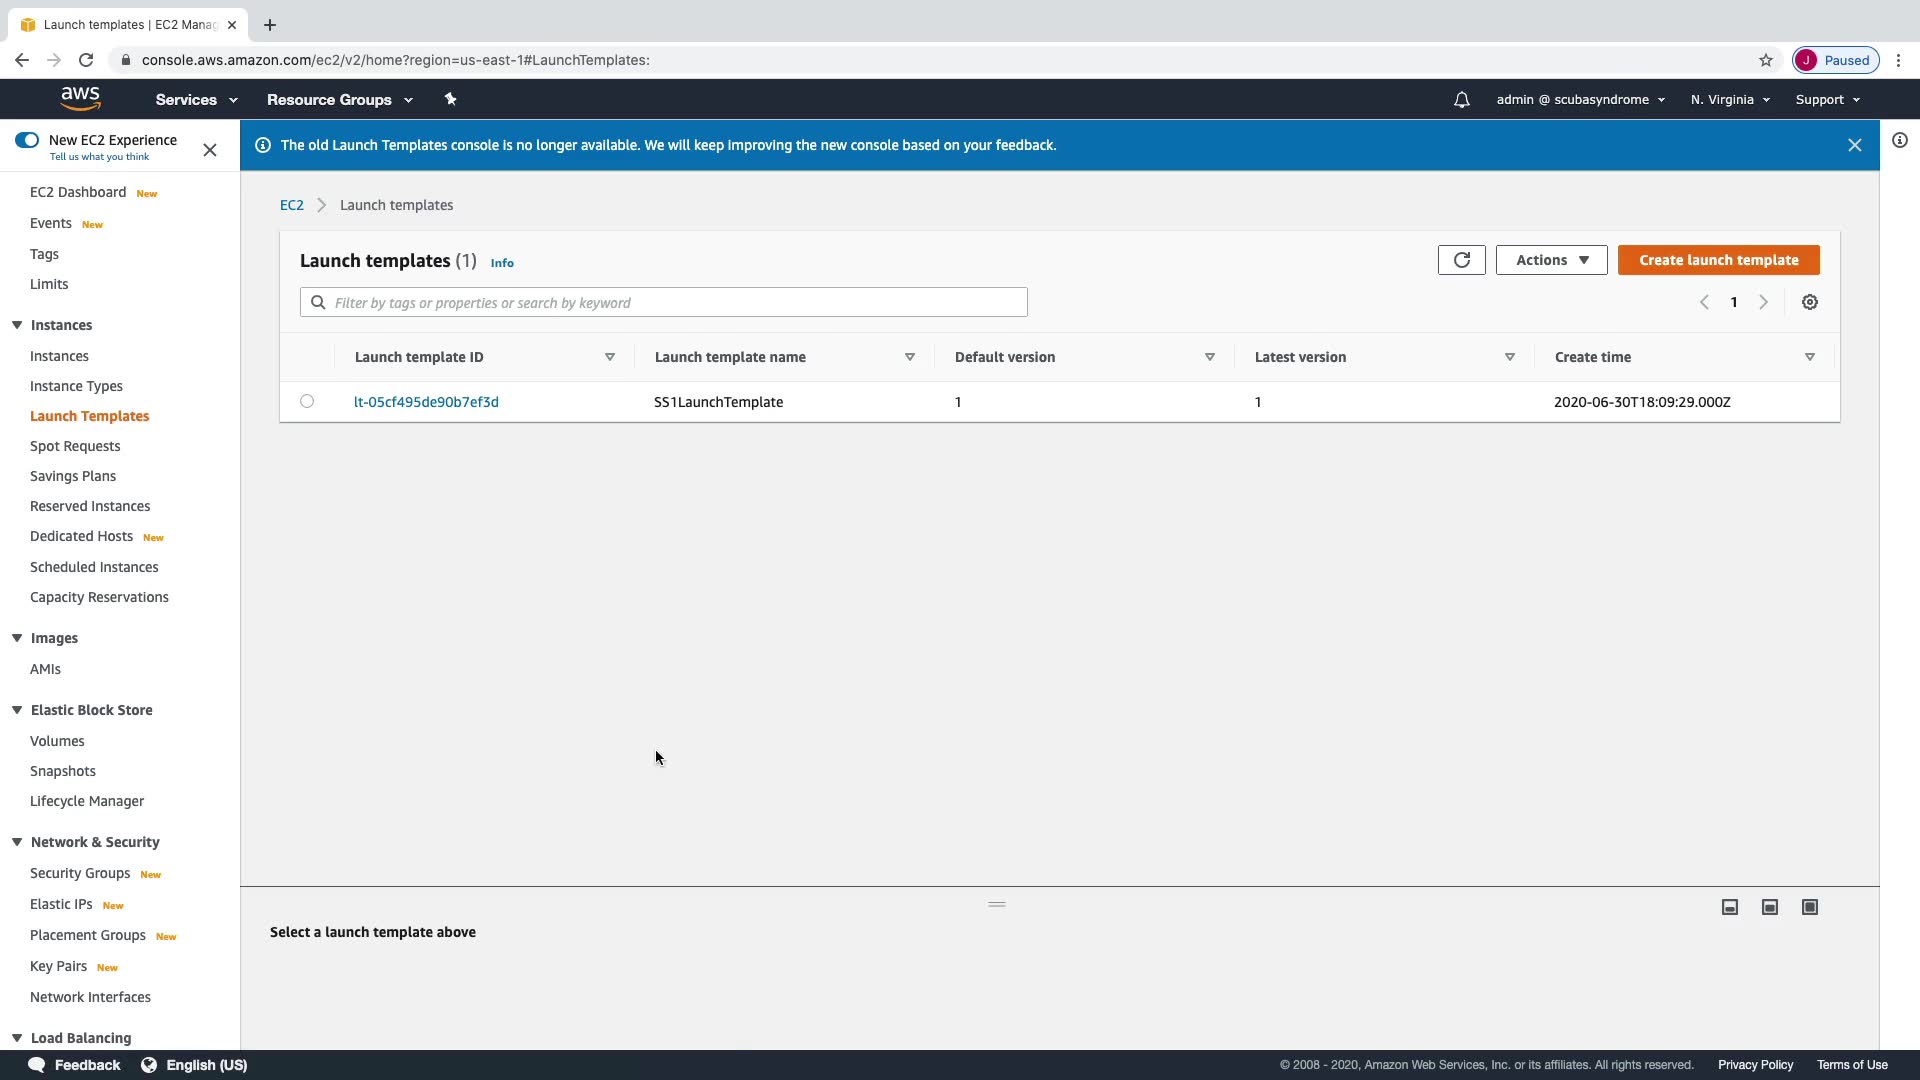 Launch templates | EC2 Manag
console.aws.amazon.com/ec2/v2/home?region=us-east-1#LaunchTemplates:
J Paused
aws Services Resource Groups admin @ scubasyndrome N. Virginia Support
New EC2 Experience
Tell us what you think
The old Launch Templates console is no longer available. We will keep improving the new console based on your feedback.
EC2 Dashboard New
Events New
Tags
Limits
Instances
Instances
Instance Types
Launch Templates
Spot Requests
Savings Plans
Reserved Instances
Dedicated Hosts New
Scheduled Instances
Capacity Reservations
Images
AMIs
Elastic Block Store
Volumes
Snapshots
Lifecycle Manager
Network & Security
Security Groups New
Elastic IPs New
Placement Groups New
Key Pairs New
Network Interfaces
Load Balancing
EC2 Launch templates
Launch templates (1) Info
Actions Create launch template
Filter by tags or properties or search by keyword
1
Launch template ID Launch template name Default version Latest version Create time
lt-05cf495de90b7ef3d SS1LaunchTemplate 1 1 2020-06-30T18:09:29.000Z
Select a launch template above
Feedback English (US) © 2008 - 2020, Amazon Web Services, Inc. or its affiliates. All rights reserved. Privacy Policy Terms of Use